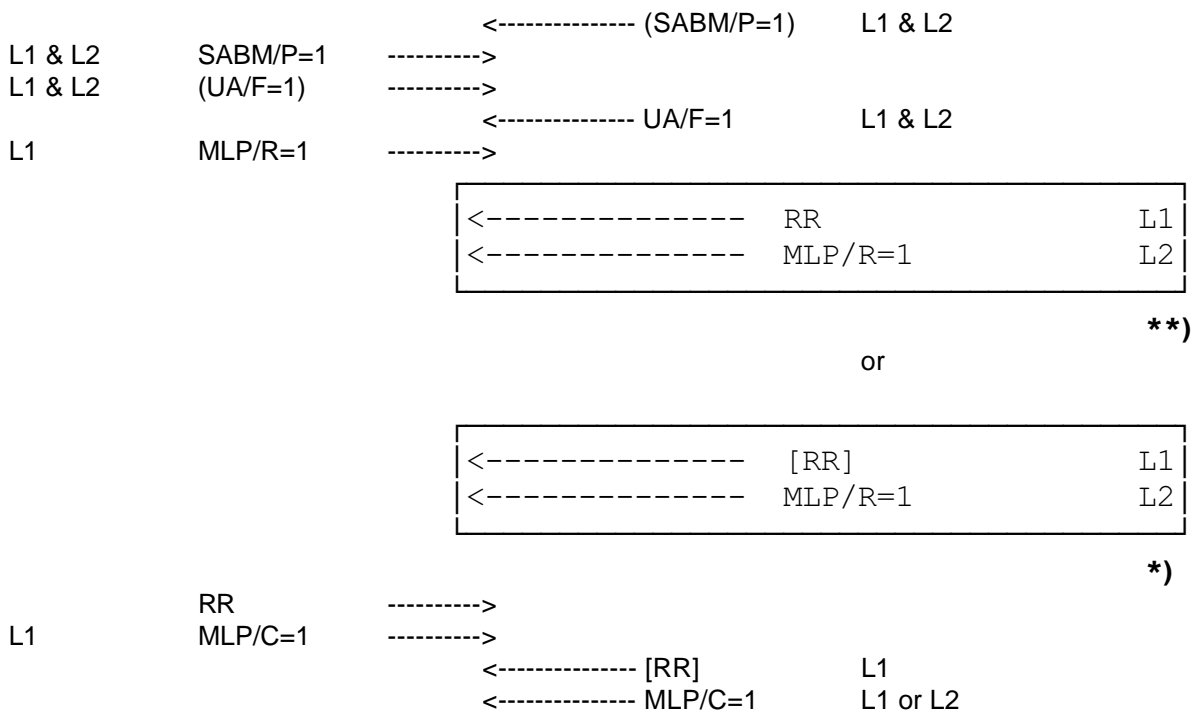 <--------------- (SABM/P=1) L1 & L2
L1 & L2 SABM/P=1 ---------->
L1 & L2 (UA/F=1) ---------->
<--------------- UA/F=1 L1 & L2
L1 MLP/R=1 ---------->
<-------------- RR L1
<-------------- MLP/R=1 L2
**)
or
<-------------- [RR] L1
<-------------- MLP/R=1 L2
*)
RR ---------->
L1 MLP/C=1 ---------->
<--------------- [RR] L1
<--------------- MLP/C=1 L1 or L2